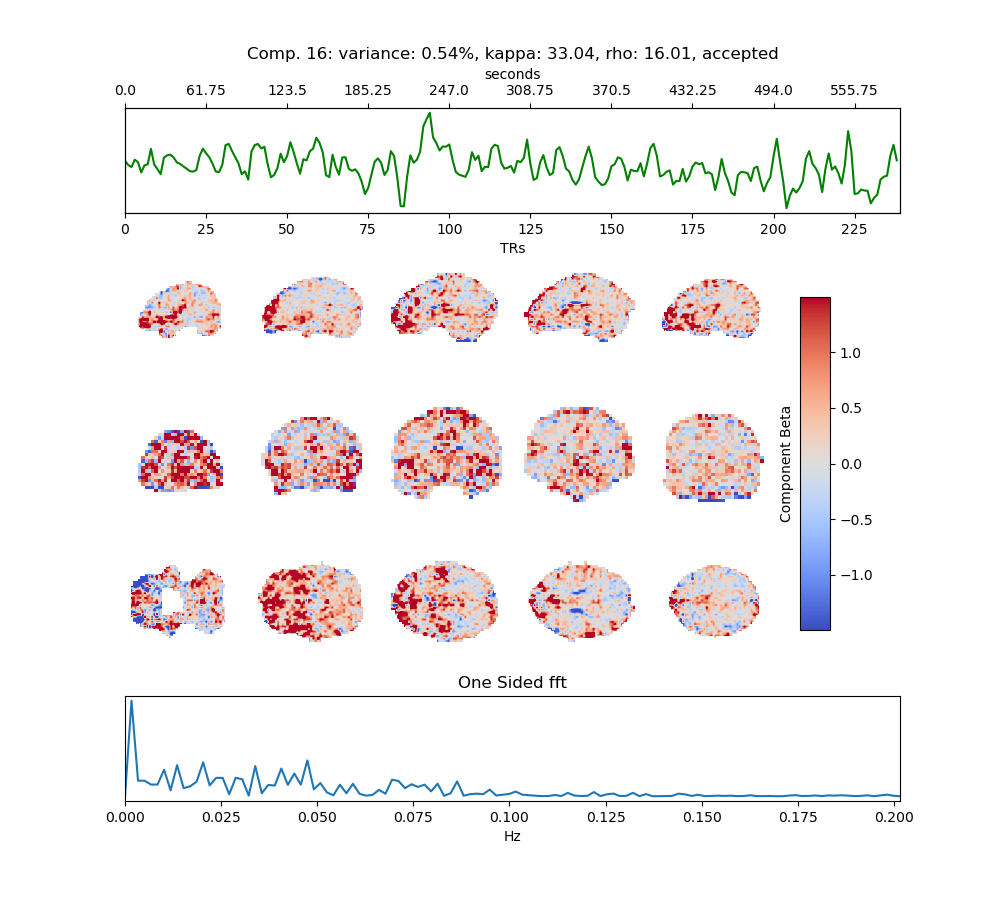 Comp. 16: variance: 0.54%, kappa: 33.04, rho: 16.01, accepted
seconds
0.0 61.75 123.5 185.25 247.0 308.75 370.5 432.25 494.0 555.75
0 25 50 75 100 125 150 175 200 225
TRs
1.0
0.5
0.0
−0.5
−1.0
Component Beta
One Sided fft
0.000 0.025 0.050 0.075 0.100 0.125 0.150 0.175 0.200
Hz